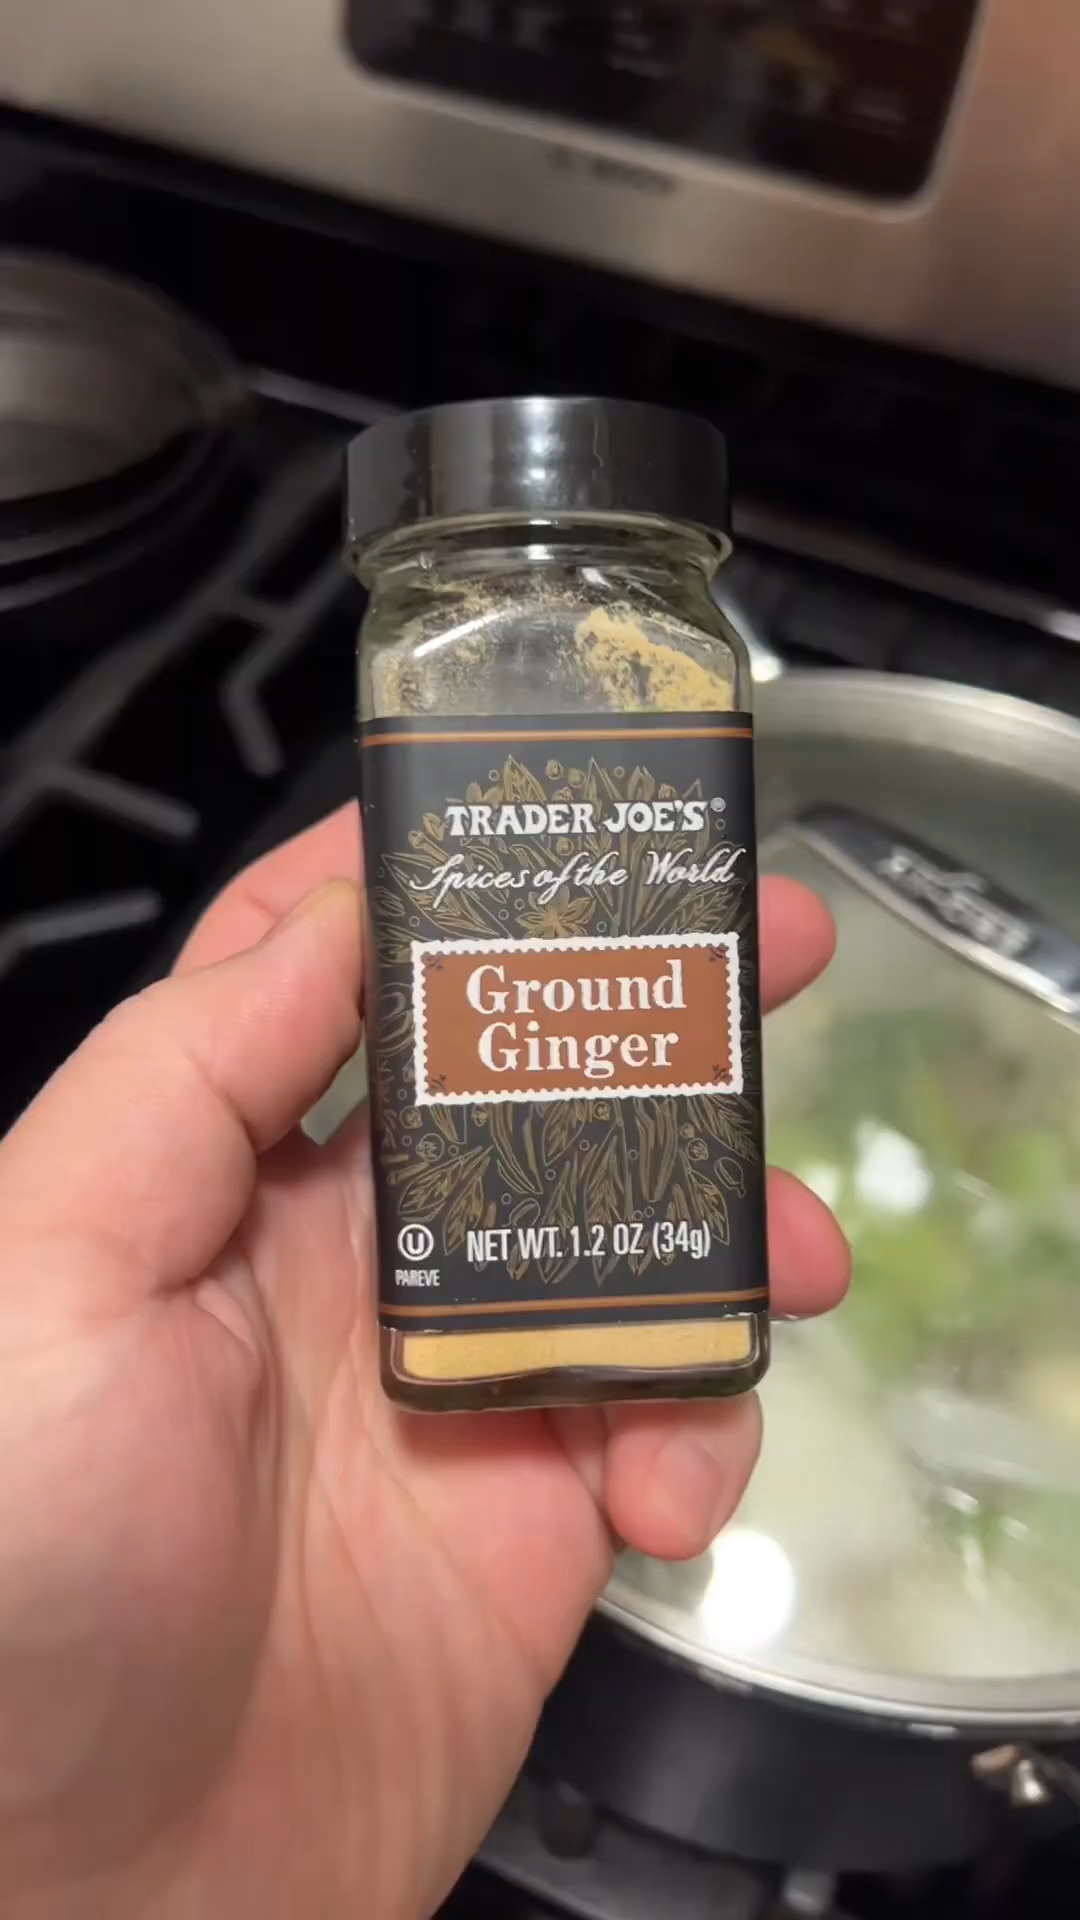 TRADER JOE'S®
Spices of the World
Ground
Ginger
U
PAREVE
NET WT. 1.2 OZ (34g)